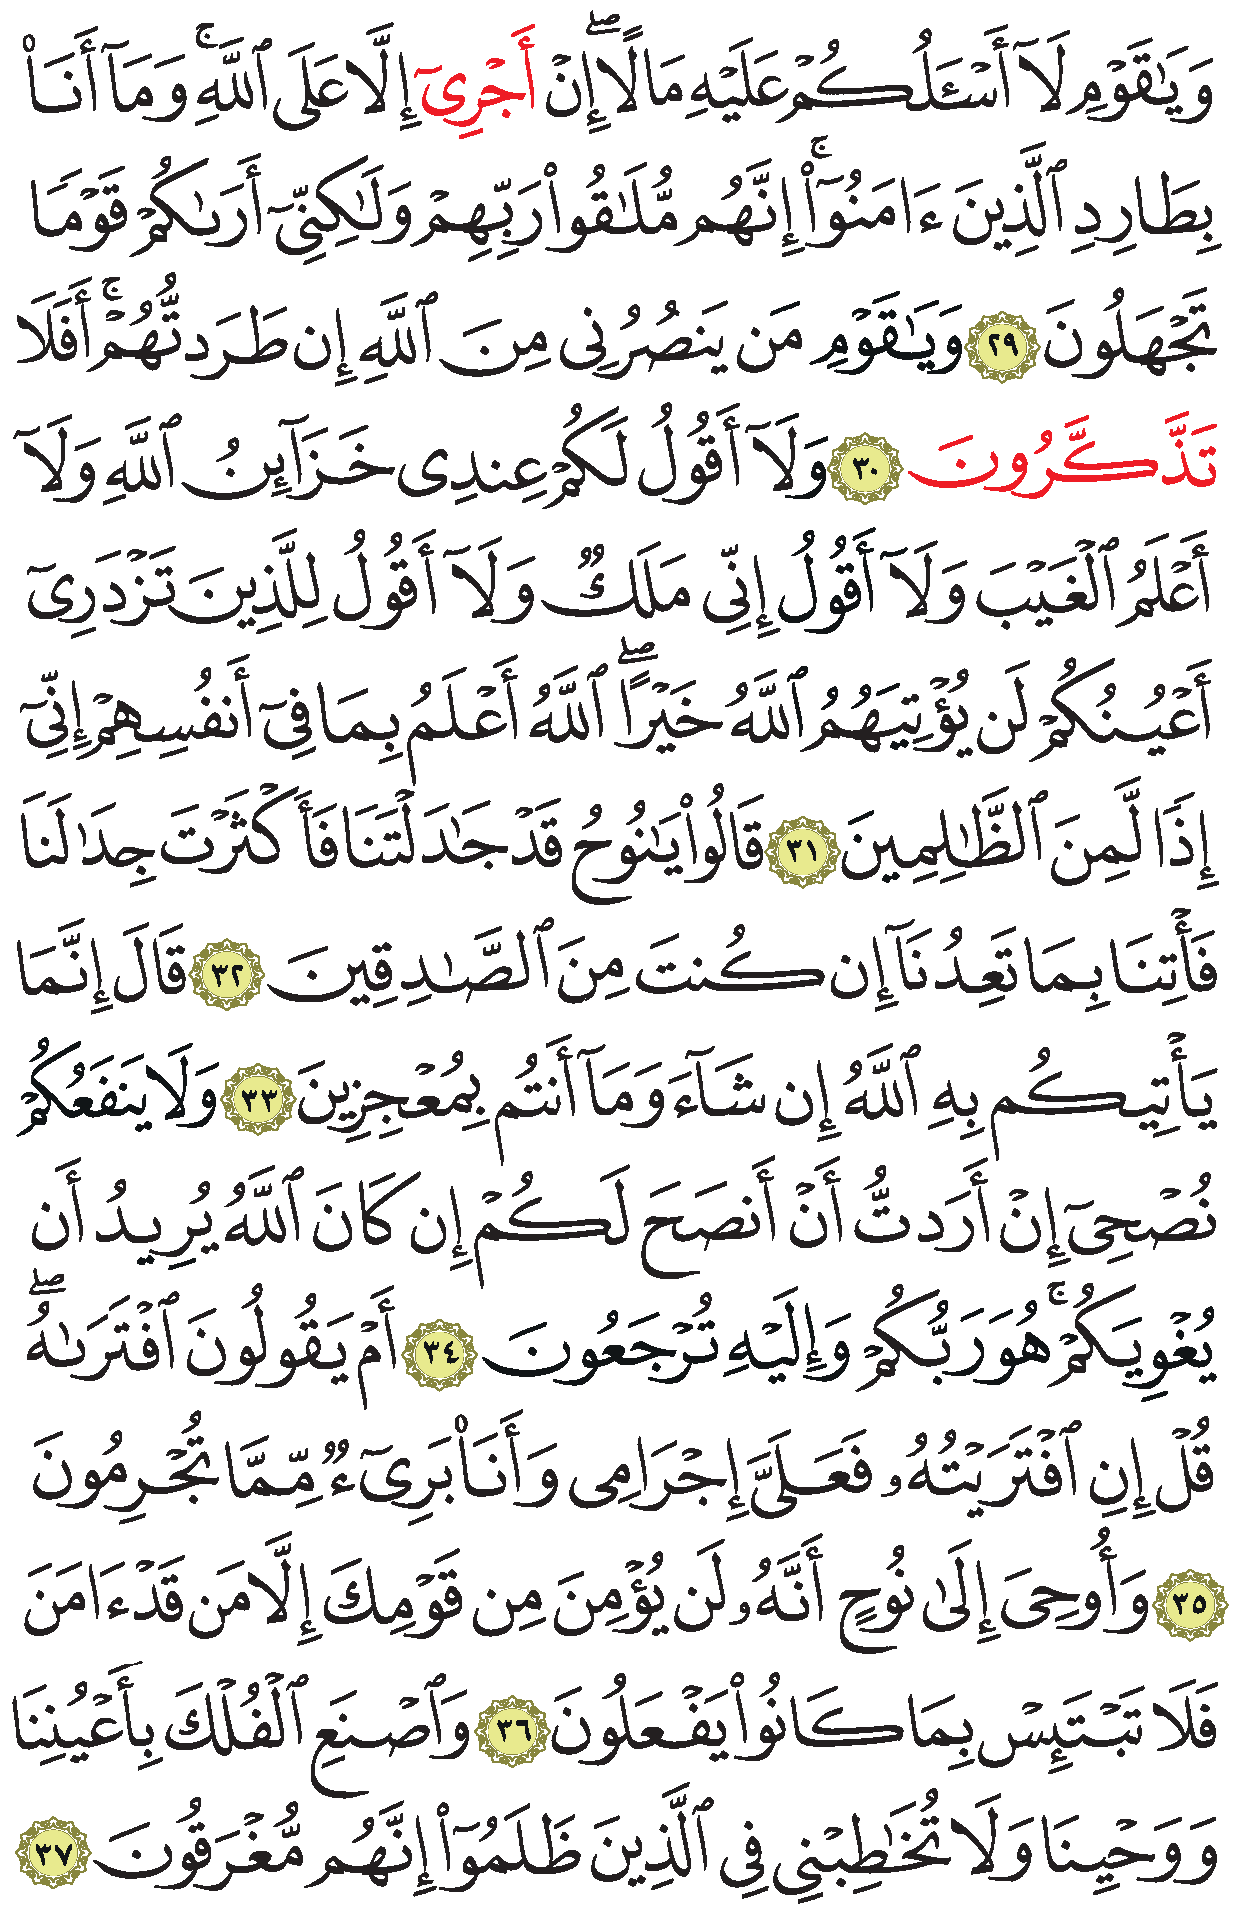 وَيَٰقَوۡمِ لَآ أَسۡـَٔلُكُمۡ عَلَيۡهِ مَالًاۖ إِنۡ أَجۡرِيٓ إِلَّا عَلَى ٱللَّهِۚ وَمَآ أَنَا۠
بِطَارِدِ ٱلَّذِينَ ءَامَنُوٓاْۚ إِنَّهُم مُّلَٰقُواْ رَبِّهِمۡ وَلَٰكِنِّيٓ أَرَىٰكُمۡ قَوۡمٗا
تَجۡهَلُونَ ٢٩ وَيَٰقَوۡمِ مَن يَنصُرُنِي مِنَ ٱللَّهِ إِن طَرَدتُّهُمۡۚ أَفَلَا
تَذَّكَّرُونَ ٣٠ وَلَآ أَقُولُ لَكُمۡ عِندِي خَزَآئِنُ ٱللَّهِ وَلَآ
أَعۡلَمُ ٱلۡغَيۡبَ وَلَآ أَقُولُ إِنِّي مَلَكٞ وَلَآ أَقُولُ لِلَّذِينَ تَزۡدَرِيٓ
أَعۡيُنُكُمۡ لَن يُؤۡتِيَهُمُ ٱللَّهُ خَيۡرًاۖ ٱللَّهُ أَعۡلَمُ بِمَا فِيٓ أَنفُسِهِمۡ إِنِّيٓ
إِذٗا لَّمِنَ ٱلظَّٰلِمِينَ ٣١ قَالُواْ يَٰنُوحُ قَدۡ جَٰدَلۡتَنَا فَأَكۡثَرۡتَ جِدَٰلَنَا
فَأۡتِنَا بِمَا تَعِدُنَآ إِن كُنتَ مِنَ ٱلصَّٰدِقِينَ ٣٢ قَالَ إِنَّمَا
يَأۡتِيكُم بِهِ ٱللَّهُ إِن شَآءَ وَمَآ أَنتُم بِمُعۡجِزِينَ ٣٣ وَلَا يَنفَعُكُمۡ
نُصۡحِيٓ إِنۡ أَرَدتُّ أَنۡ أَنصَحَ لَكُمۡ إِن كَانَ ٱللَّهُ يُرِيدُ أَن
يُغۡوِيَكُمۡۚ هُوَ رَبُّكُمۡ وَإِلَيۡهِ تُرۡجَعُونَ ٣٤ أَمۡ يَقُولُونَ ٱفۡتَرَىٰهُۖ
قُلۡ إِنِ ٱفۡتَرَيۡتُهُۥ فَعَلَيَّ إِجۡرَامِي وَأَنَا۠ بَرِيٓءٞ مِّمَّا تُجۡرِمُونَ
٣٥ وَأُوحِيَ إِلَىٰ نُوحٍ أَنَّهُۥ لَن يُؤۡمِنَ مِن قَوۡمِكَ إِلَّا مَن قَدۡ ءَامَنَ
فَلَا تَبۡتَئِسۡ بِمَا كَانُواْ يَفۡعَلُونَ ٣٦ وَٱصۡنَعِ ٱلۡفُلۡكَ بِأَعۡيُنِنَا
وَوَحۡيِنَا وَلَا تُخَٰطِبۡنِي فِي ٱلَّذِينَ ظَلَمُوٓاْ إِنَّهُم مُّغۡرَقُونَ ٣٧